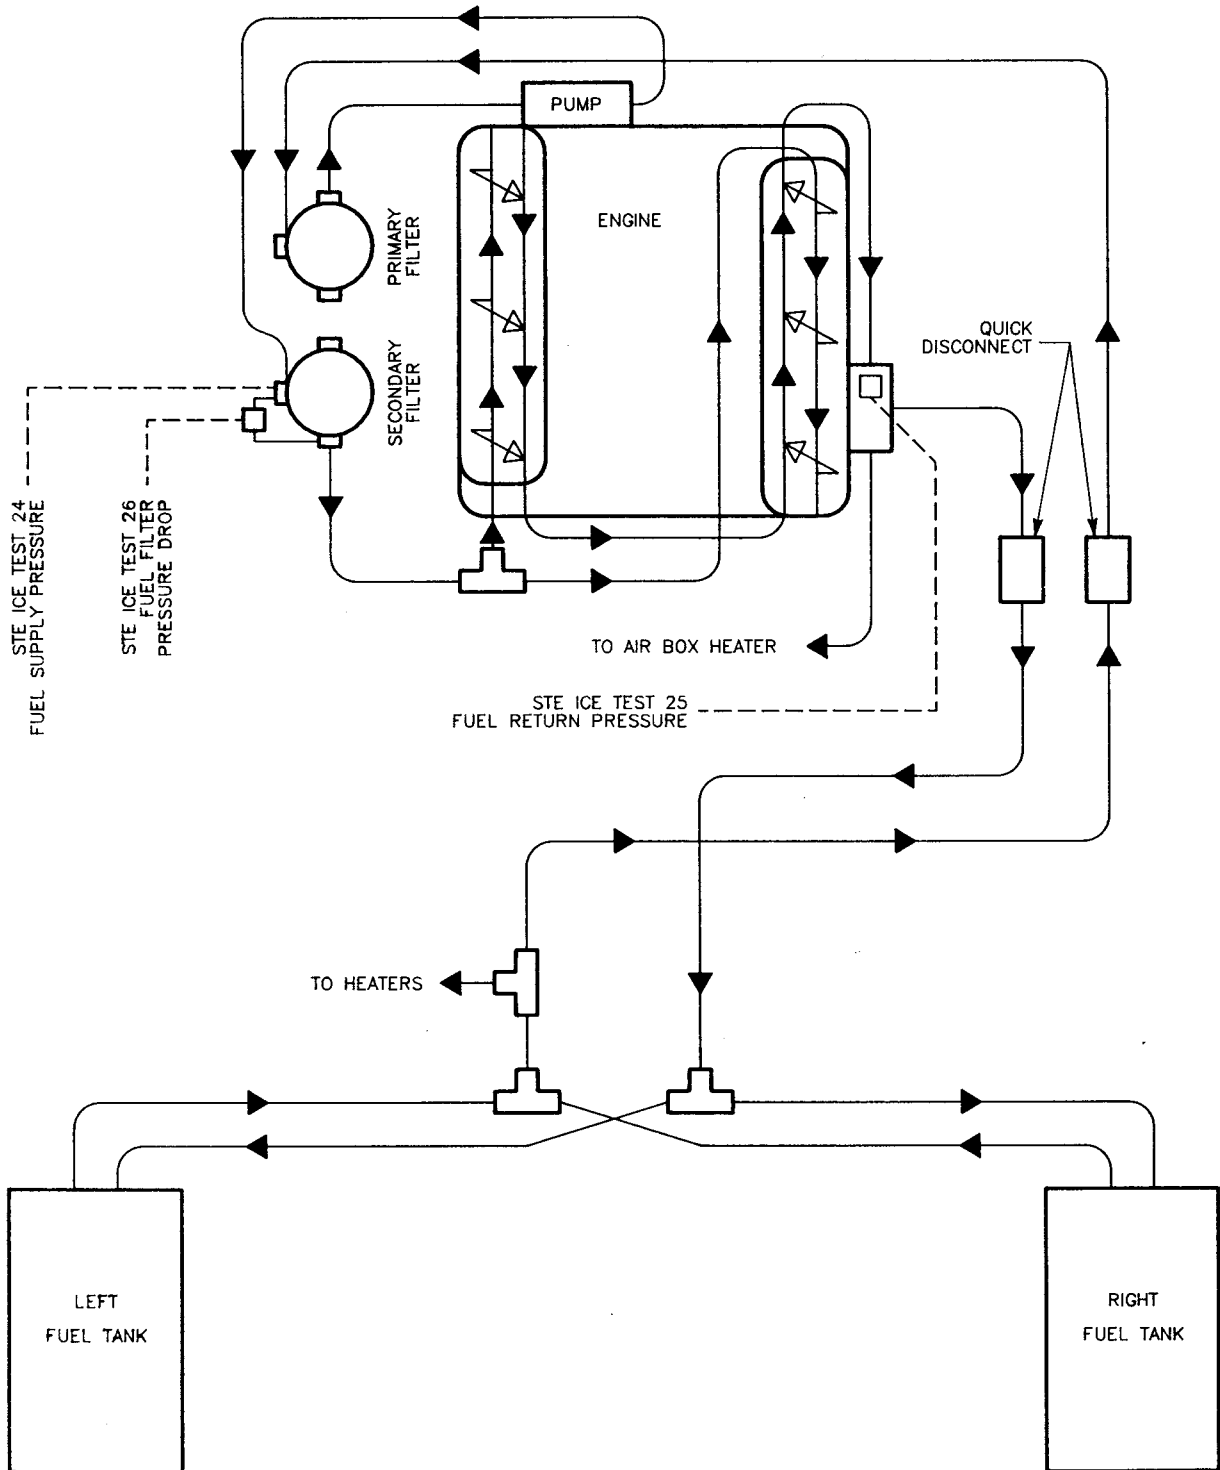 PUMP
ENGINE
PRIMARY
FILTER
SECONDARY
FILTER
QUICK
DISCONNECT
STE ICE TEST 24
FUEL SUPPLY PRESSURE
STE ICE TEST 26
FUEL FILTER
PRESSURE DROP
TO AIR BOX HEATER
STE ICE TEST 25
FUEL RETURN PRESSURE
TO HEATERS
LEFT
FUEL TANK
RIGHT
FUEL TANK